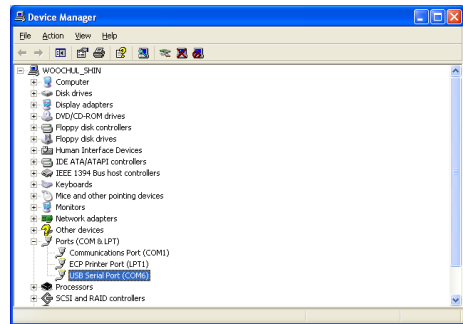 Device Manager
File Action View Help
WOOCHUL_SHIN
Computer
Disk drives
Display adapters
DVD/CD-ROM drives
Floppy disk controllers
Floppy disk drives
Human Interface Devices
IDE ATA/ATAPI controllers
IEEE 1394 Bus host controllers
Keyboards
Mice and other pointing devices
Monitors
Network adapters
Other devices
Ports (COM & LPT)
Communications Port (COM1)
ECP Printer Port (LPT1)
USB Serial Port (COM6)
Processors
SCSI and RAID controllers